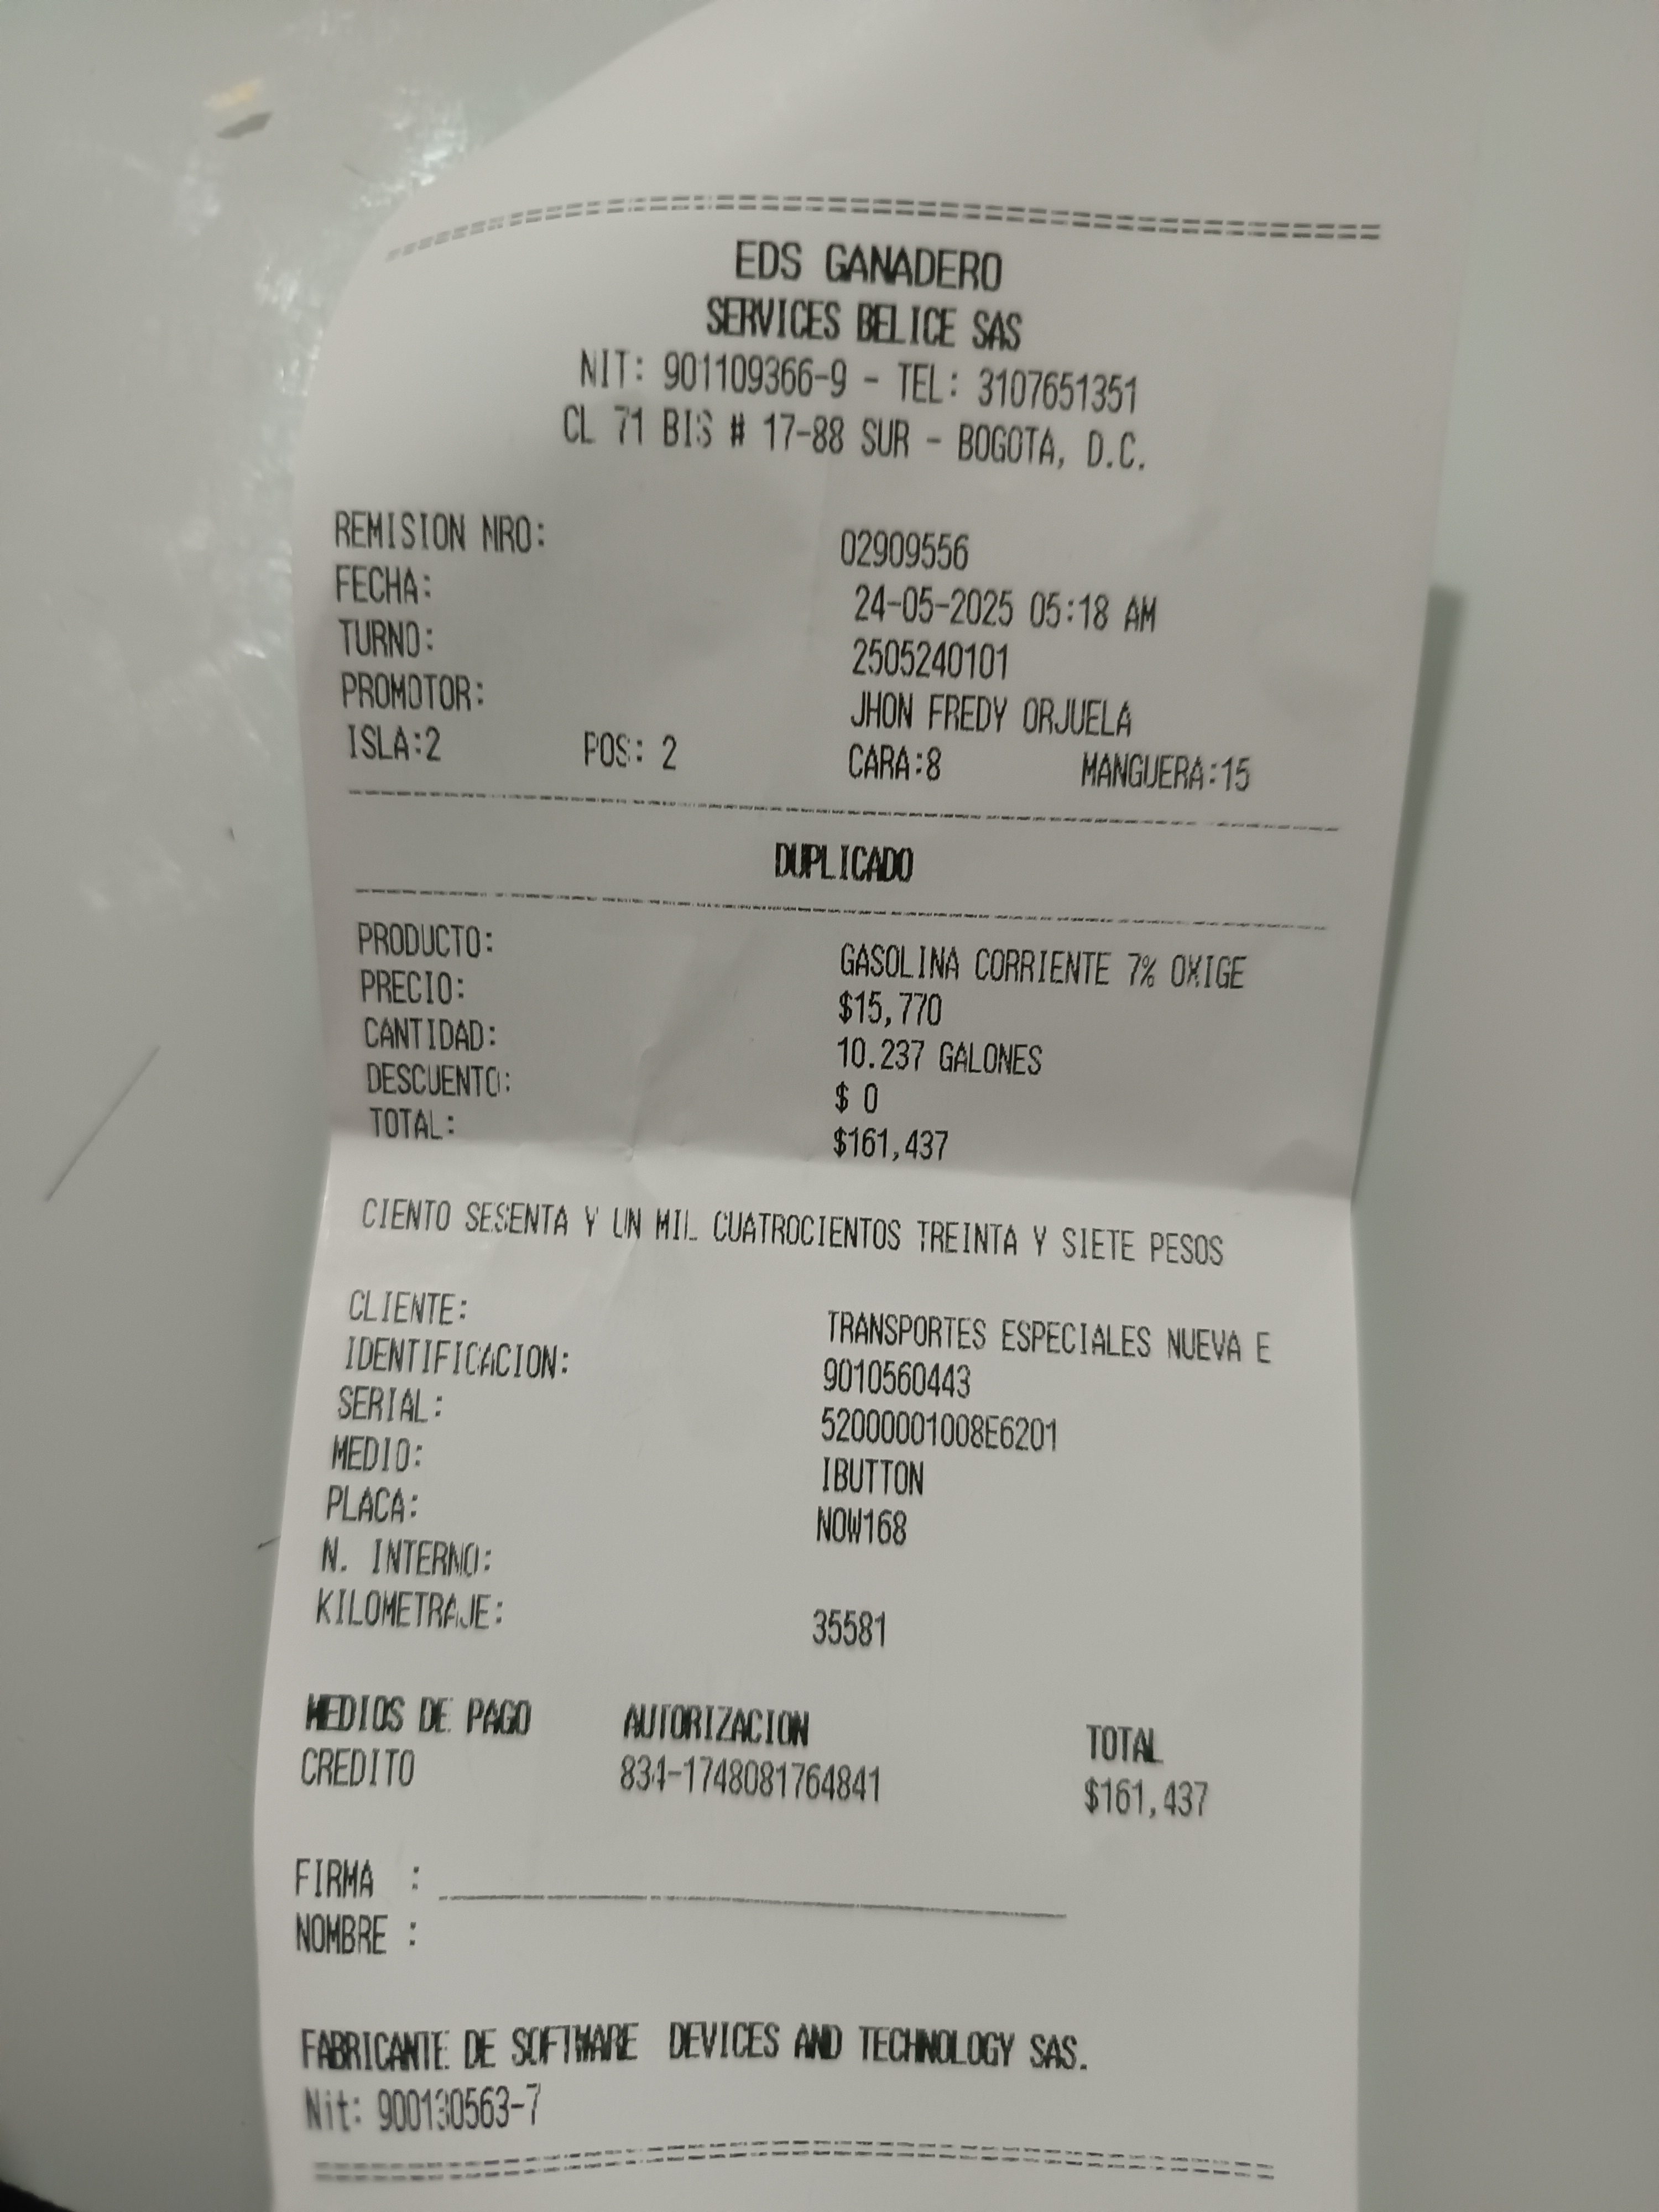 EDS GANADERO
SERVICES BELICE SAS
NIT: 901109366-9 - TEL: 3107651351
CL 71 BIS # 17-88 SUR - BOGOTA, D.C.
REMISION NRO: 02909556
FECHA: 24-05-2025 05:18 AM
TURNO: 2505240101
PROMOTOR: JHON FREDY ORJUELA
ISLA:2 POS: 2 CARA:8 MANGUERA:15
DUPLICADO
PRODUCTO: GASOLINA CORRIENTE 7% OXIGE
PRECIO: $15,770
CANTIDAD: 10.237 GALONES
DESCUENTO: $ 0
TOTAL: $161,437
CIENTO SESENTA Y UN MIL CUATROCIENTOS TREINTA Y SIETE PESOS
CLIENTE: TRANSPORTES ESPECIALES NUEVA E
IDENTIFICACION: 9010560443
SERIAL: 52000001008E6201
MEDIO: IBUTTON
PLACA: NOW168
N. INTERNO:
KILOMETRAJE: 35581
MEDIOS DE PAGO AUTORIZACION TOTAL
CREDITO 834-1748081764841 $161,437
FIRMA :
NOMBRE :
FABRICANTE DE SOFTWARE DEVICES AND TECHNOLOGY SAS.
Nit: 900130563-7